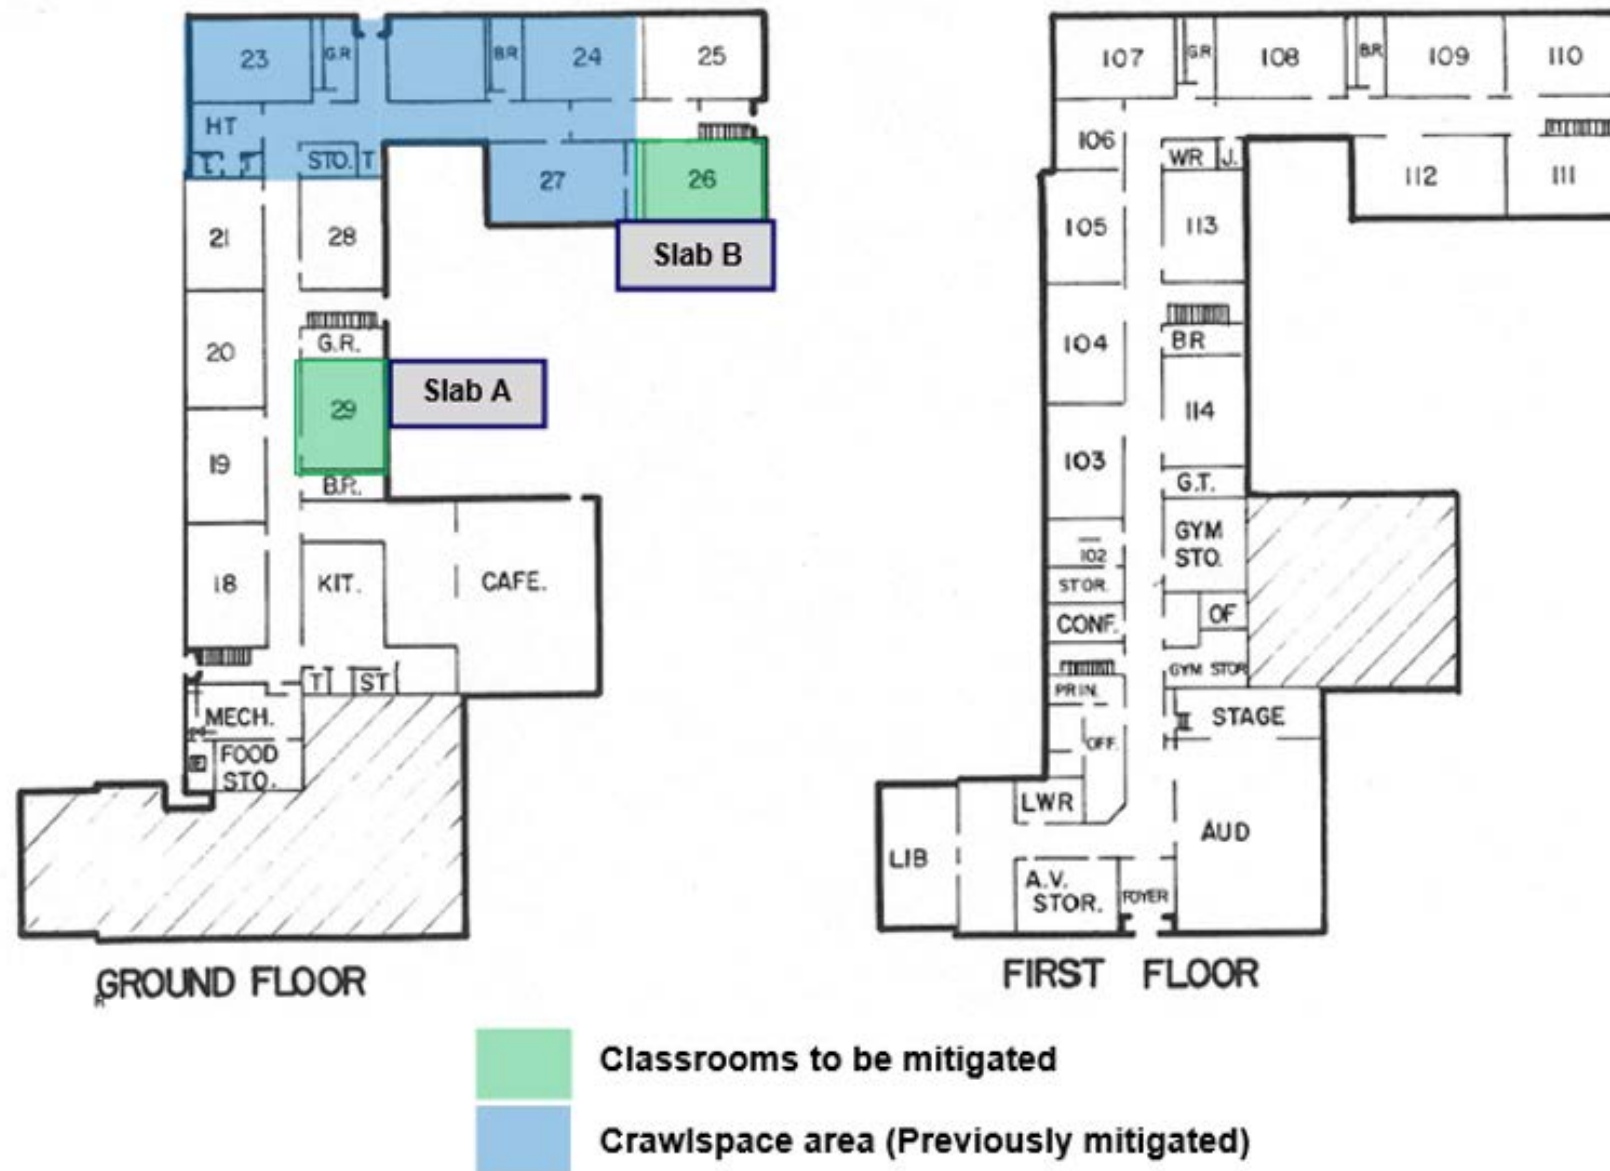 23
G.R
B.R
24
25
HT
STO.
T
27
26
Slab B
21
28
20
G.R.
29
Slab A
19
B.R.
18
KIT.
CAFE.
T
ST
MECH.
FOOD
STO.
GROUND FLOOR
107
G.R
108
B.R
109
110
106
WR
J.
112
111
105
113
104
BR
114
103
G.T.
GYM
STO.
102
STOR.
CONF.
OF
GYM STOR
PRIN.
STAGE
OFF.
LWR
LIB
AUD
A.V.
STOR.
FOYER
FIRST FLOOR
Classrooms to be mitigated
Crawlspace area (Previously mitigated)